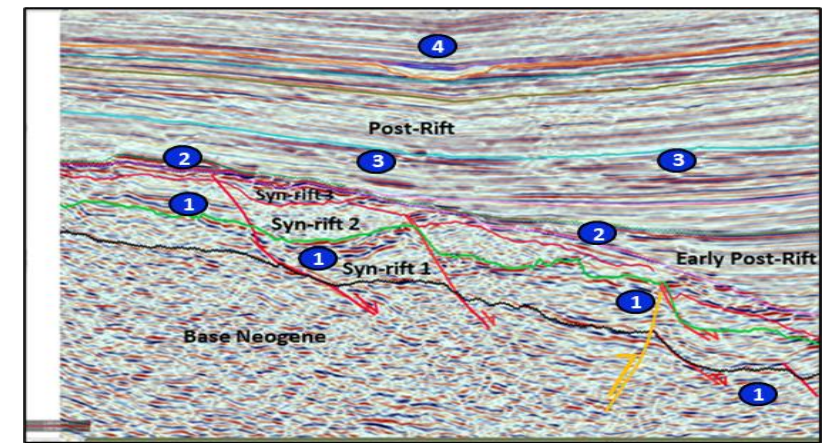 4
Post-Rift
2
3
3
1
Syn-rift 3
Syn-rift 2
2
1
Syn-rift 1
Early Post-Rift
1
Base Neogene
1